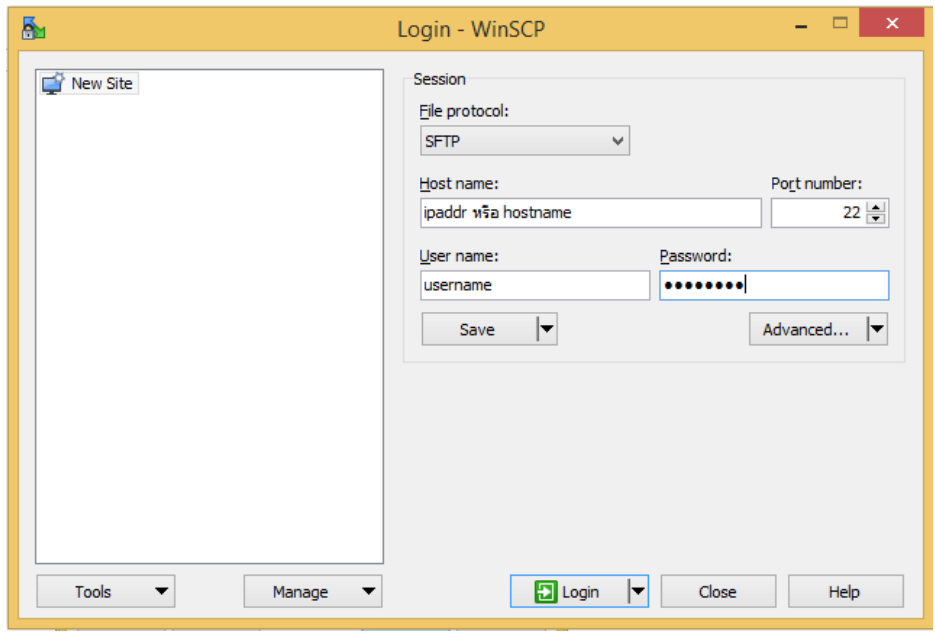 Login - WinSCP
New Site
Session
File protocol:
SFTP
Host name:
Port number:
ipaddr หรือ hostname
22
User name:
Password:
username
••••••••
Save
Advanced...
Tools
Manage
Login
Close
Help